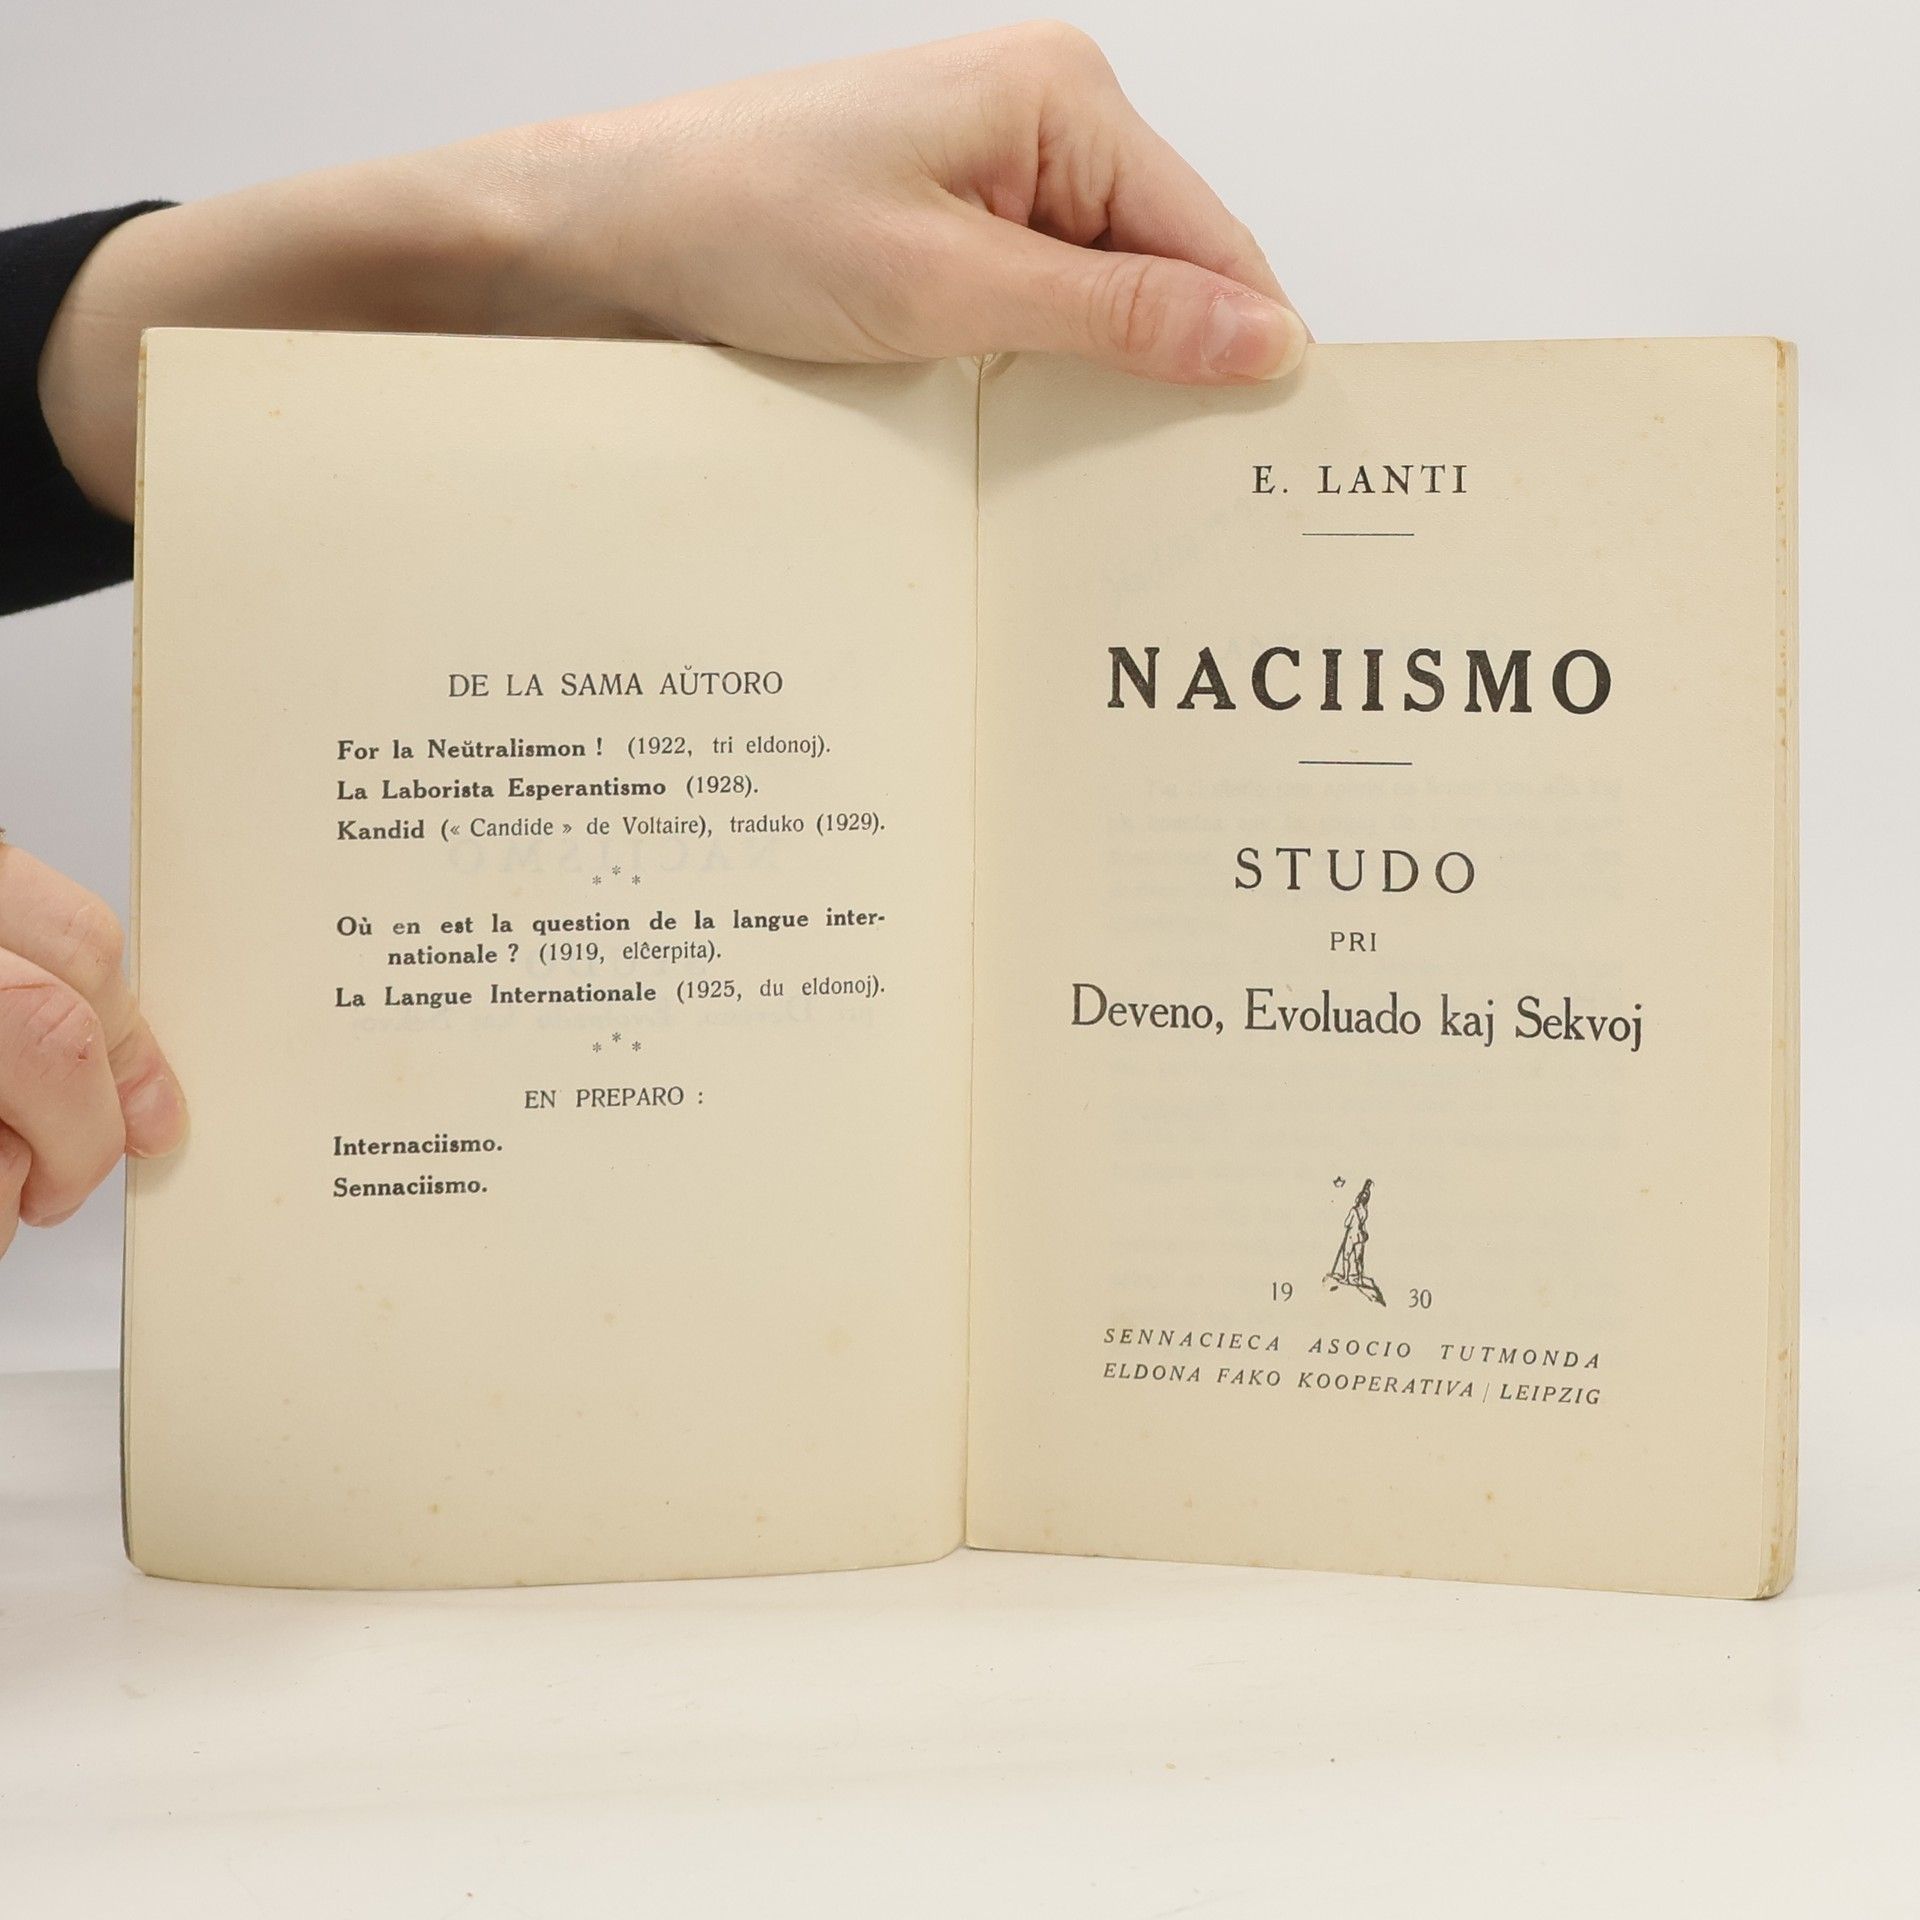 DE LA SAMA AŬTORO
For la Neŭtralismon ! (1922, tri eldonoj).
La Laborista Esperantismo (1928).
Kandid (« Candide » de Voltaire), traduko (1929).
* * *
Où en est la question de la langue inter-
nationale ? (1919, elĉerpita).
La Langue Internationale (1925, du eldonoj).
* * *
EN PREPARO :
Internaciismo.
Sennaciismo.
E. LANTI
NACIISMO
STUDO
PRI
Deveno, Evoluado kaj Sekvoj
19 30
SENNACIECA ASOCIO TUTMONDA
ELDONA FAKO KOOPERATIVA / LEIPZIG